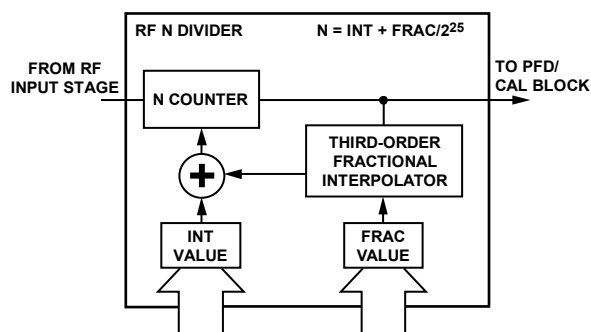 RF N DIVIDER
N = INT + FRAC/2²⁵
FROM RF
INPUT STAGE
TO PFD/
CAL BLOCK
N COUNTER
THIRD-ORDER
FRACTIONAL
INTERPOLATOR
+
INT
VALUE
FRAC
VALUE